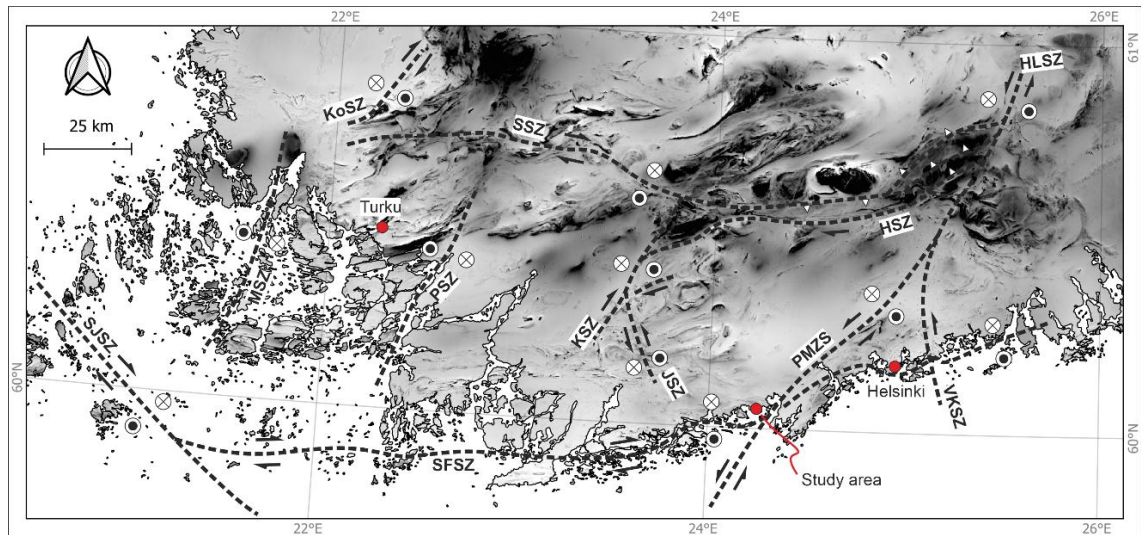 22°E
24°E
26°E
61°N
25 km
KoSZ
SSZ
HLSZ
Turku
HSZ
MSZ
PSZ
SJSZ
KSZ
JSZ
PMZS
60°N
Helsinki
VKSZ
60°N
SFSZ
Study area
22°E
24°E
26°E